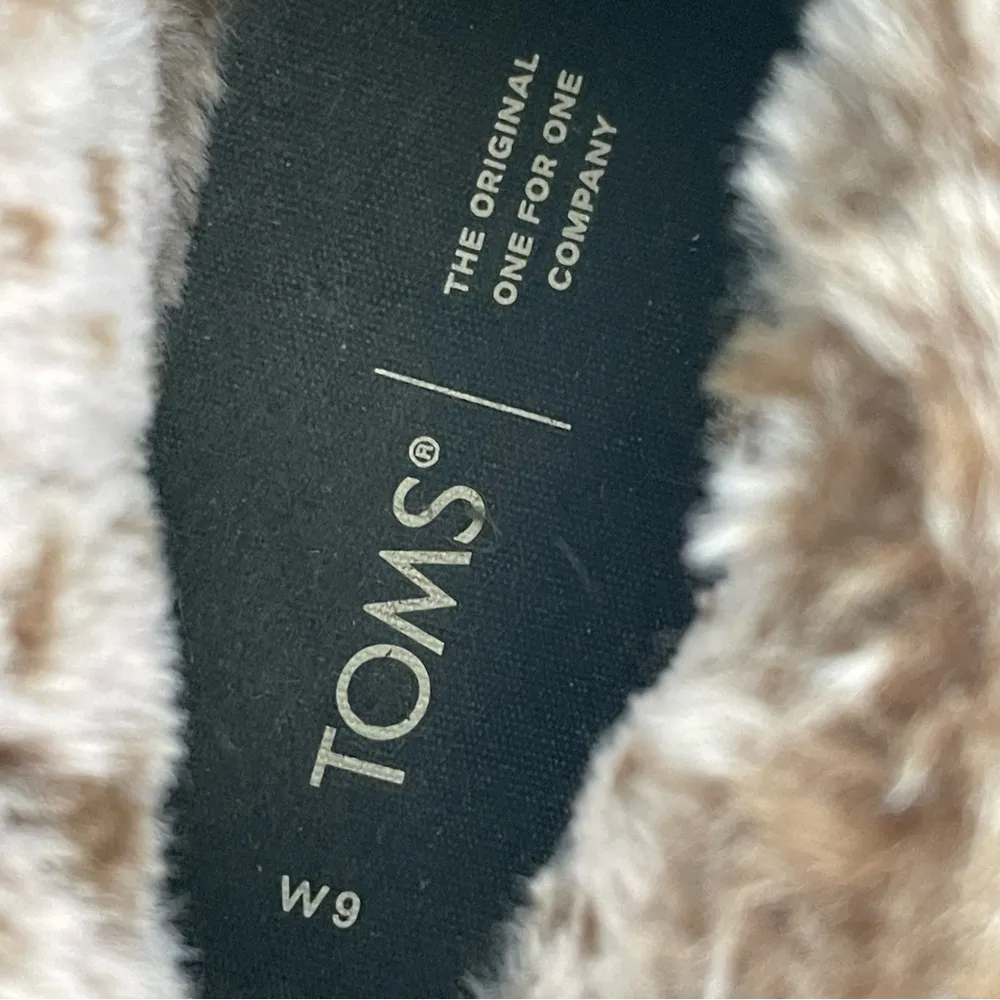 W9
TOMS®
THE ORIGINAL
ONE FOR ONE
COMPANY